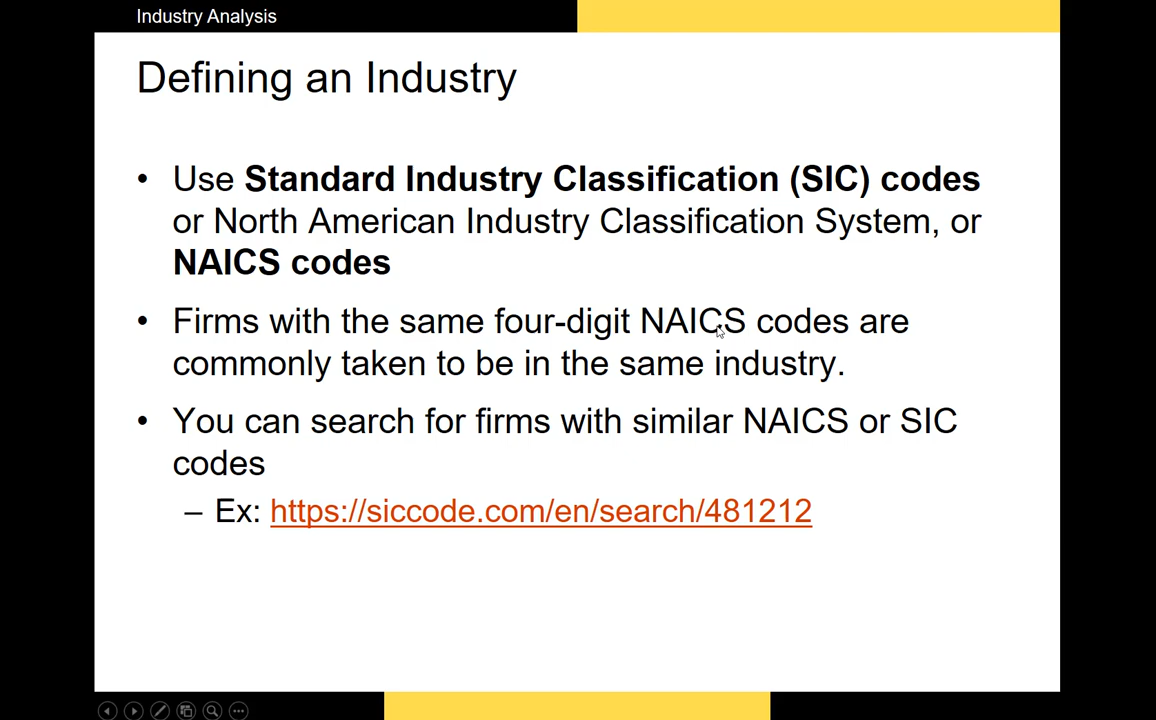 Industry Analysis
Defining an Industry
• Use Standard Industry Classification (SIC) codes
or North American Industry Classification System, or
NAICS codes
• Firms with the same four-digit NAICS codes are
commonly taken to be in the same industry.
• You can search for firms with similar NAICS or SIC
codes
– Ex: https://siccode.com/en/search/481212